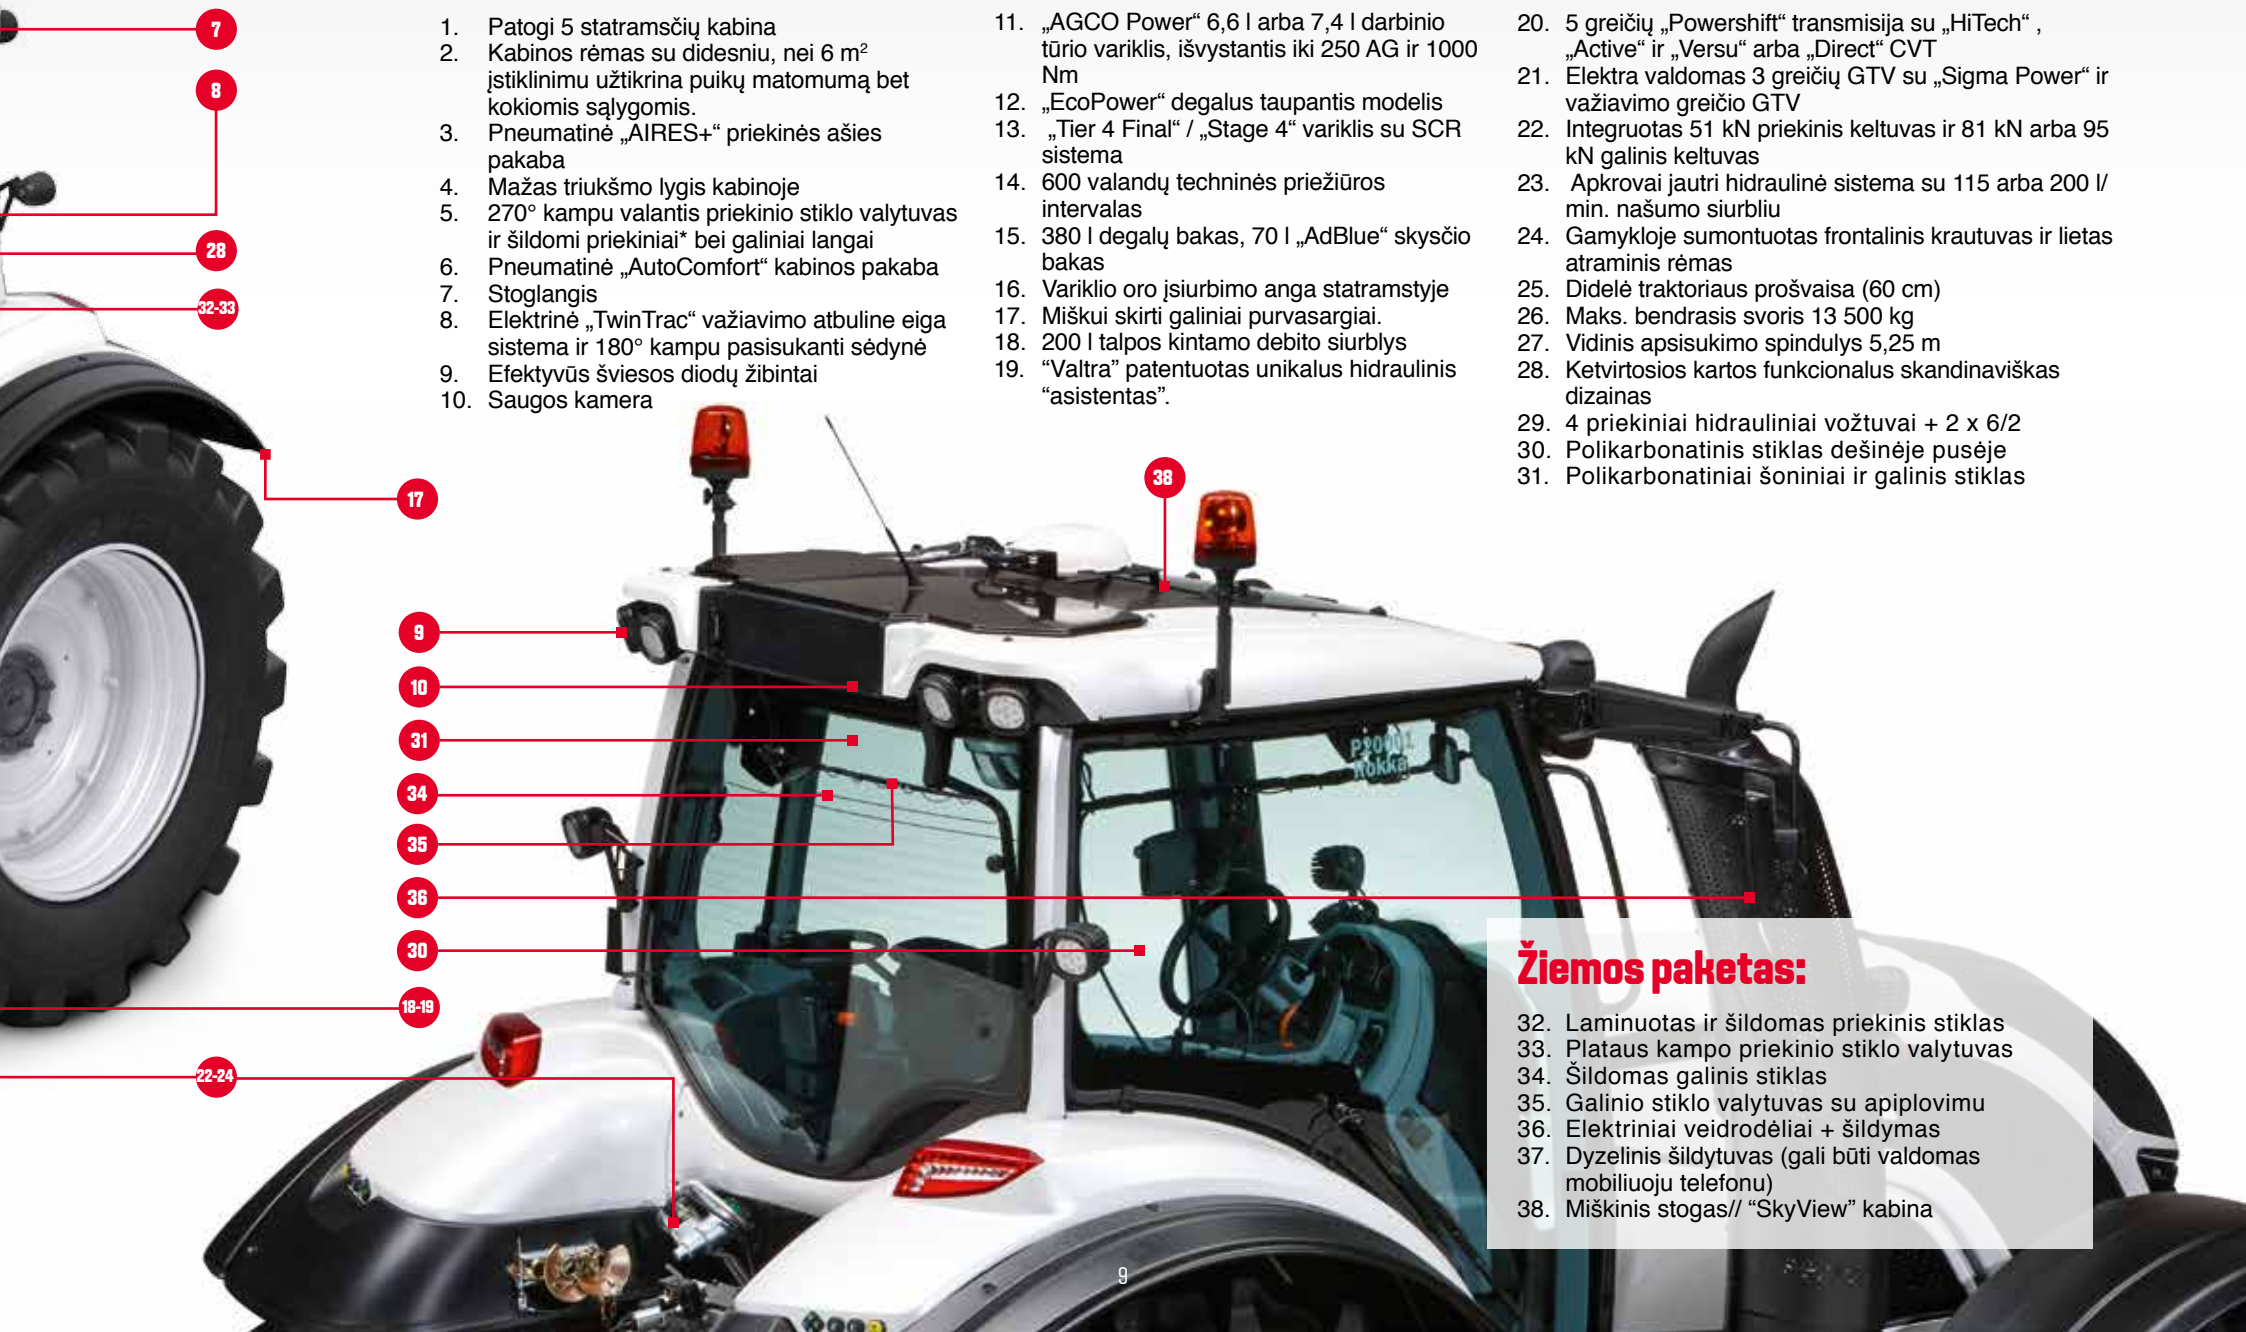 1. Patogi 5 statramsčių kabina
2. Kabinos rėmas su didesniu, nei 6 m²
įstiklinimu užtikrina puikų matomumą bet
kokiomis sąlygomis.
3. Pneumatinė „AIRES+“ priekinės ašies
pakaba
4. Mažas triukšmo lygis kabinoje
5. 270° kampu valantis priekinio stiklo valytuvas
ir šildomi priekiniai* bei galiniai langai
6. Pneumatinė „AutoComfort“ kabinos pakaba
7. Stoglangis
8. Elektrinė „TwinTrac“ važiavimo atbuline eiga
sistema ir 180° kampu pasisukanti sėdynė
9. Efektyvūs šviesos diodų žibintai
10. Saugos kamera
11. „AGCO Power“ 6,6 l arba 7,4 l darbinio
tūrio variklis, išvystantis iki 250 AG ir 1000
Nm
12. „EcoPower“ degalus taupantis modelis
13. „Tier 4 Final“ / „Stage 4“ variklis su SCR
sistema
14. 600 valandų techninės priežiūros
intervalas
15. 380 l degalų bakas, 70 l „AdBlue“ skysčio
bakas
16. Variklio oro įsiurbimo anga statramstyje
17. Miškui skirti galiniai purvasargiai.
18. 200 l talpos kintamo debito siurblys
19. “Valtra” patentuotas unikalus hidraulinis
“asistentas”.
20. 5 greičių „Powershift“ transmisija su „HiTech“ ,
„Active“ ir „Versu“ arba „Direct“ CVT
21. Elektra valdomas 3 greičių GTV su „Sigma Power“ ir
važiavimo greičio GTV
22. Integruotas 51 kN priekinis keltuvas ir 81 kN arba 95
kN galinis keltuvas
23. Apkrovai jautri hidraulinė sistema su 115 arba 200 l/
min. našumo siurbliu
24. Gamykloje sumontuotas frontalinis krautuvas ir lietas
atraminis rėmas
25. Didelė traktoriaus prošvaisa (60 cm)
26. Maks. bendrasis svoris 13 500 kg
27. Vidinis apsisukimo spindulys 5,25 m
28. Ketvirtosios kartos funkcionalus skandinaviškas
dizainas
29. 4 priekiniai hidrauliniai vožtuvai + 2 x 6/2
30. Polikarbonatinis stiklas dešinėje pusėje
31. Polikarbonatiniai šoniniai ir galinis stiklas
7
8
28
32-33
17
38
9
10
31
34
35
36
30
18-19
22-24
P20001
Rokka
Žiemos paketas:
32. Laminuotas ir šildomas priekinis stiklas
33. Plataus kampo priekinio stiklo valytuvas
34. Šildomas galinis stiklas
35. Galinio stiklo valytuvas su apiplovimu
36. Elektriniai veidrodėliai + šildymas
37. Dyzelinis šildytuvas (gali būti valdomas
mobiliuoju telefonu)
38. Miškinis stogas// “SkyView” kabina
9